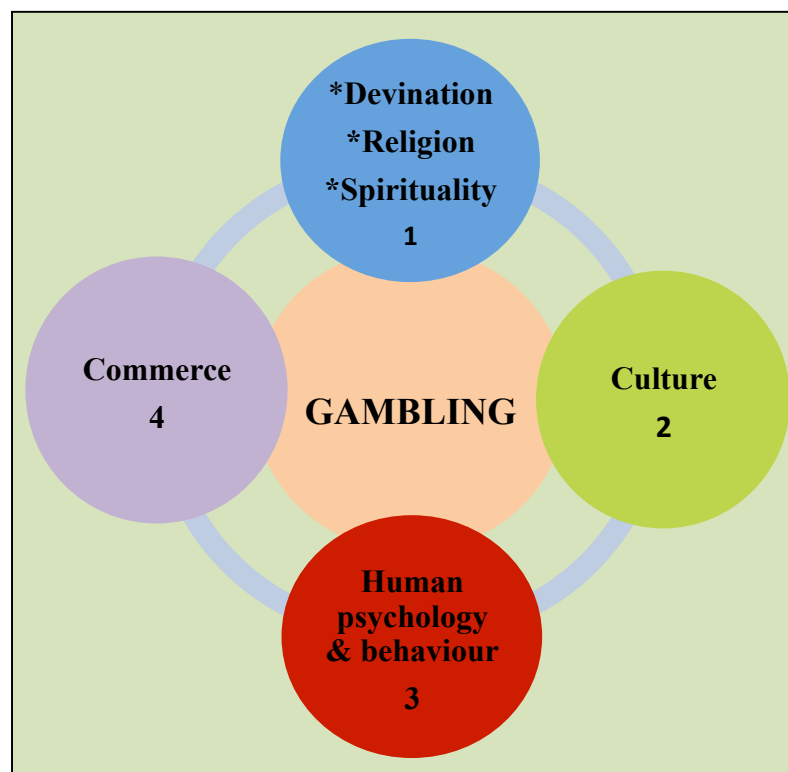 *Devination
*Religion
*Spirituality
1
Commerce
4
GAMBLING
Culture
2
Human
psychology
& behaviour
3